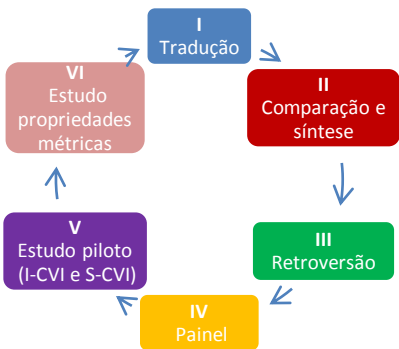 I
Tradução
II
Comparação e
síntese
III
Retroversão
IV
Painel
V
Estudo piloto
(I-CVI e S-CVI)
VI
Estudo
propriedades
métricas